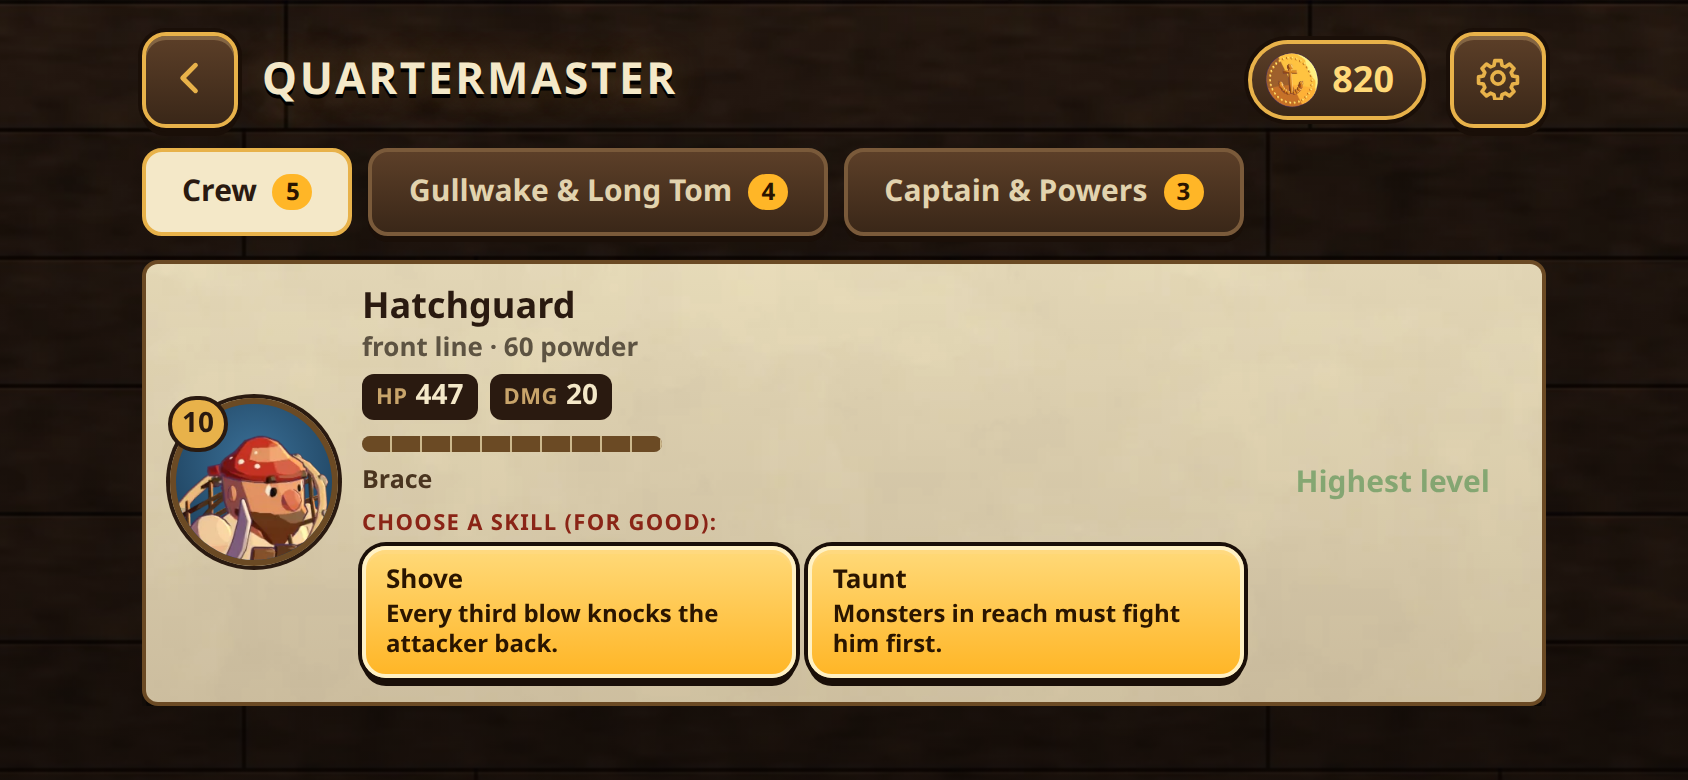 QUARTERMASTER
820
Crew 5
Gullwake & Long Tom 4
Captain & Powers 3
Hatchguard
front line · 60 powder
HP 447 DMG 20
10
Brace
Highest level
CHOOSE A SKILL (FOR GOOD):
Shove
Every third blow knocks the
attacker back.
Taunt
Monsters in reach must fight
him first.